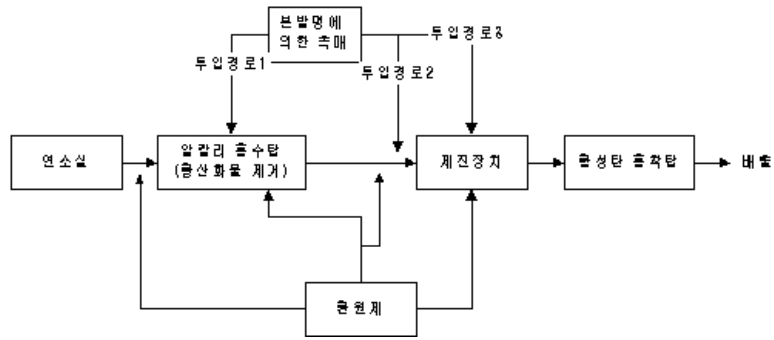 본발명에
의한 촉매
투입경로1
투입경로2
투입경로3
연소실
알칼리 흡수탑
(황산화물 제거)
제진장치
활성탄 흡착탑
배출
환원제